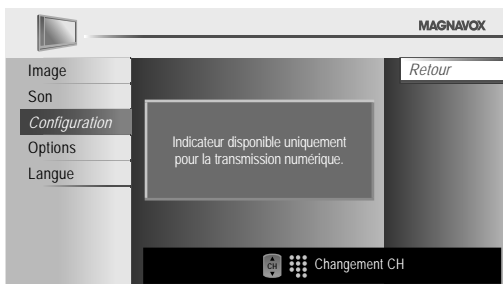 MAGNAVOX
Image
Son
Configuration
Options
Langue
Retour
Indicateur disponible uniquement
pour la transmission numérique.
CH Changement CH